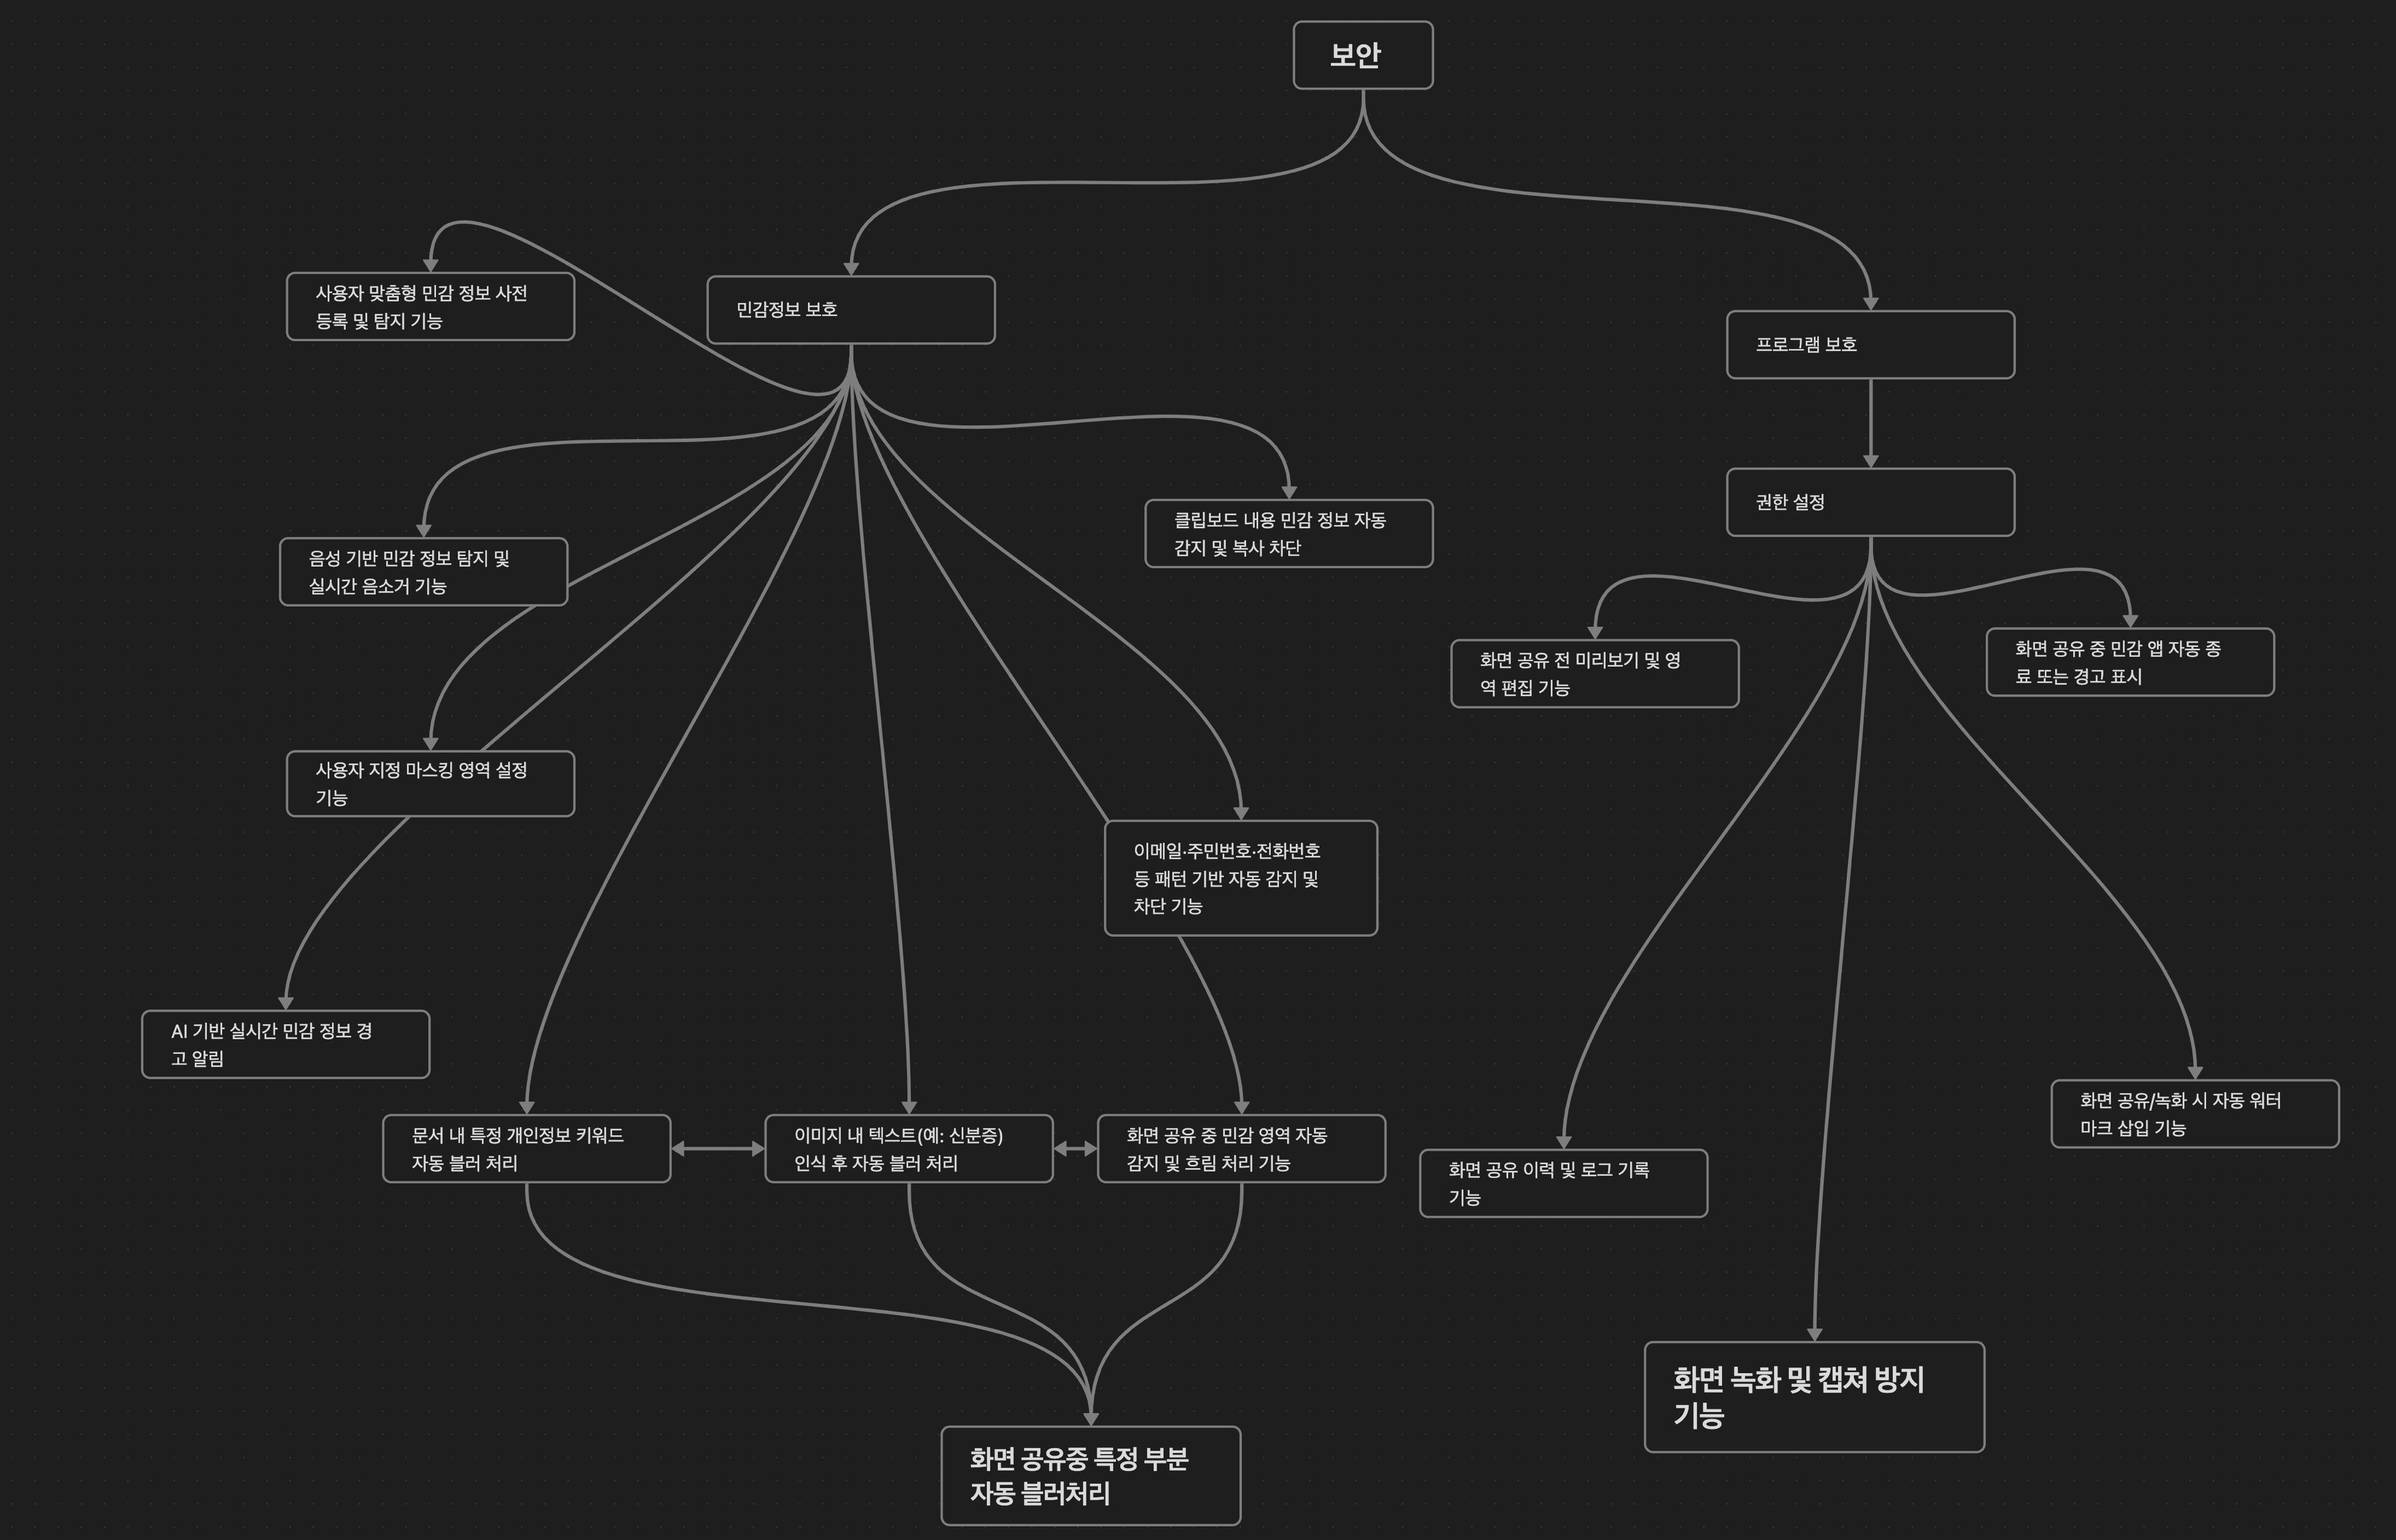 보안
사용자 맞춤형 민감 정보 사전
등록 및 탐지 기능
민감정보 보호
프로그램 보호
권한 설정
클립보드 내용 민감 정보 자동
감지 및 복사 차단
음성 기반 민감 정보 탐지 및
실시간 음소거 기능
화면 공유 전 미리보기 및 영
역 편집 기능
화면 공유 중 민감 앱 자동 종
료 또는 경고 표시
사용자 지정 마스킹 영역 설정
기능
이메일·주민번호·전화번호
등 패턴 기반 자동 감지 및
차단 기능
AI 기반 실시간 민감 정보 경
고 알림
문서 내 특정 개인정보 키워드
자동 블러 처리
이미지 내 텍스트(예: 신분증)
인식 후 자동 블러 처리
화면 공유 중 민감 영역 자동
감지 및 흐림 처리 기능
화면 공유 이력 및 로그 기록
기능
화면 공유/녹화 시 자동 워터
마크 삽입 기능
화면 녹화 및 캡쳐 방지
기능
화면 공유중 특정 부분
자동 블러처리